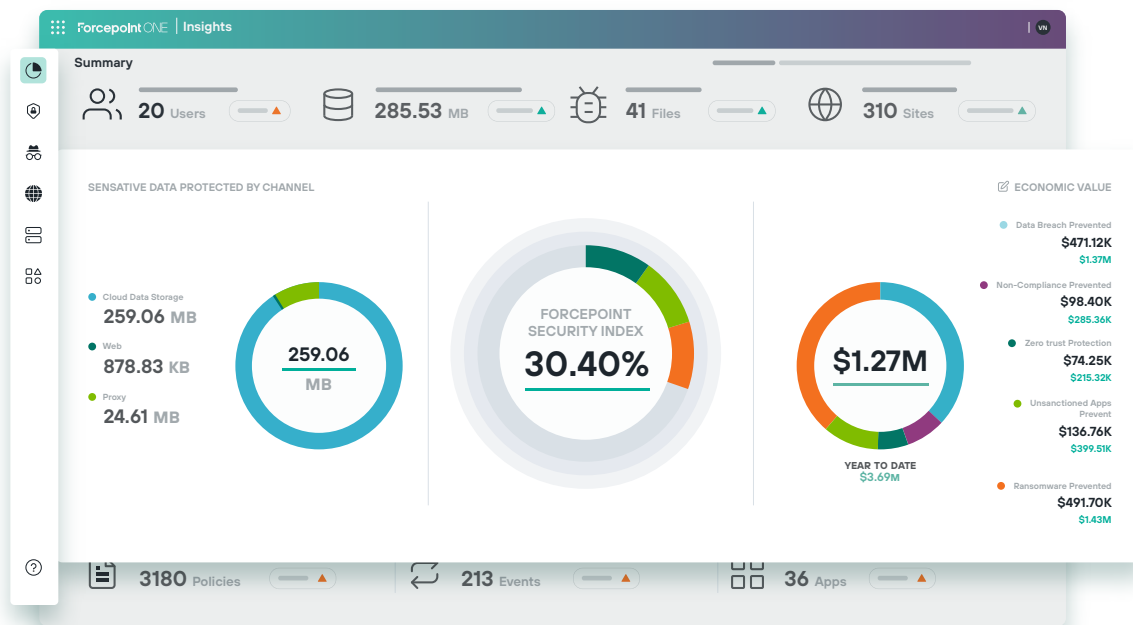 Forcepoint ONE | Insights
VN
Summary
20 Users
285.53 MB
41 Files
310 Sites
SENSATIVE DATA PROTECTED BY CHANNEL
Cloud Data Storage
259.06 MB
Web
878.83 KB
Proxy
24.61 MB
259.06
MB
FORCEPOINT
SECURITY INDEX
30.40%
ECONOMIC VALUE
$1.27M
YEAR TO DATE
$3.69M
Data Breach Prevented
$471.12K
$1.37M
Non-Compliance Prevented
$98.40K
$285.36K
Zero trust Protection
$74.25K
$215.32K
Unsanctioned Apps
Prevent
$136.76K
$399.51K
Ransomware Prevented
$491.70K
$1.43M
3180 Policies
213 Events
36 Apps